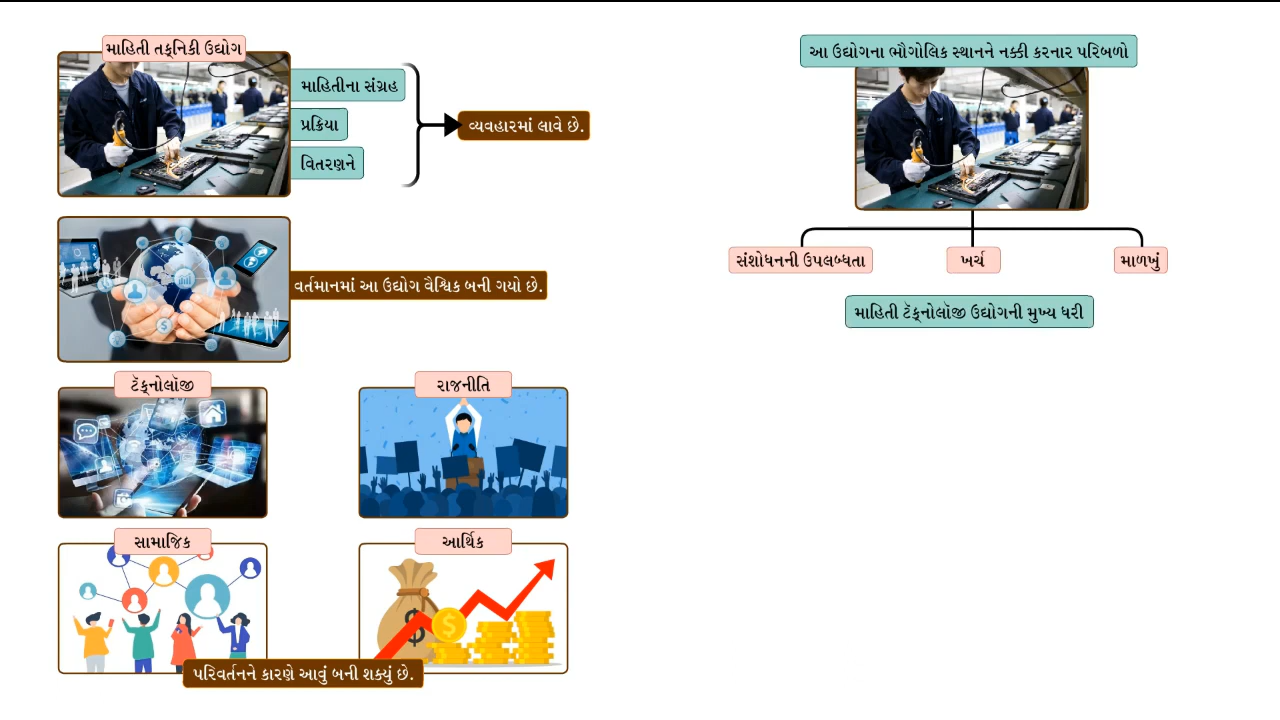 માહિતી તક્નિકી ઉદ્યોગ
માહિતીના સંગ્રહ
પ્રક્રિયા
વિતરણને
વ્યવહારમાં લાવે છે.
વર્તમાનમાં આ ઉદ્યોગ વૈશ્વિક બની ગયો છે.
ટૅક્નોલૉજી
રાજનીતિ
સામાજિક
આર્થિક
પરિવર્તનને કારણે આવું બની શક્યું છે.
આ ઉદ્યોગના ભૌગોલિક સ્થાનને નક્કી કરનાર પરિબળો
સંશોધનની ઉપલબ્ધતા
ખર્ચ
માળખું
માહિતી ટૅક્નોલૉજી ઉદ્યોગની મુખ્ય ધરી